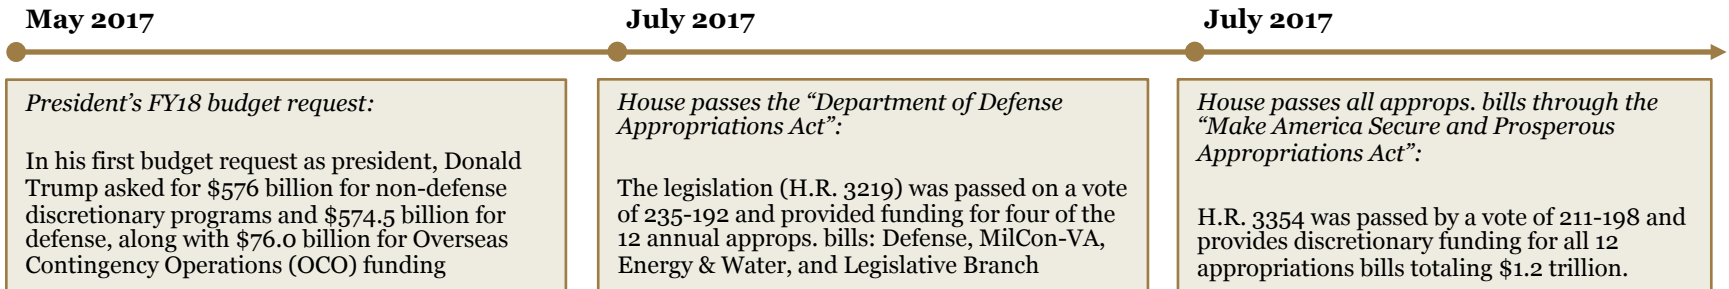 May 2017
July 2017
July 2017
President’s FY18 budget request:
In his first budget request as president, Donald
Trump asked for $576 billion for non-defense
discretionary programs and $574.5 billion for
defense, along with $76.0 billion for Overseas
Contingency Operations (OCO) funding
House passes the “Department of Defense
Appropriations Act”:
The legislation (H.R. 3219) was passed on a vote
of 235-192 and provided funding for four of the
12 annual approps. bills: Defense, MilCon-VA,
Energy & Water, and Legislative Branch
House passes all approps. bills through the
“Make America Secure and Prosperous
Appropriations Act”:
H.R. 3354 was passed by a vote of 211-198 and
provides discretionary funding for all 12
appropriations bills totaling $1.2 trillion.